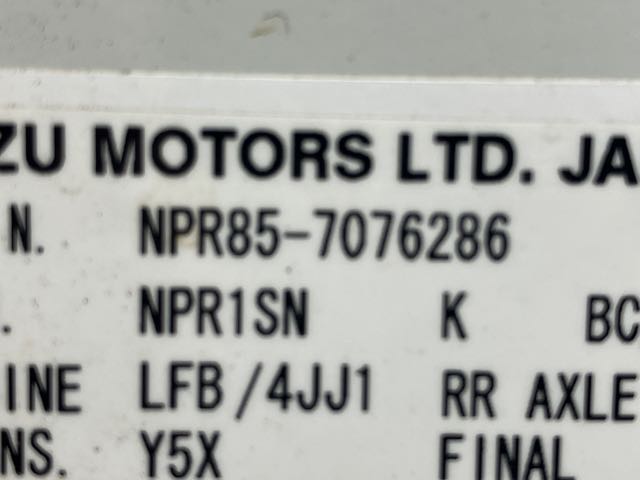 ZU MOTORS LTD. JA
N. NPR85-7076286
. NPR1SN K BC
INE LFB/4JJ1 RR AXLE
NS. Y5X FINAL